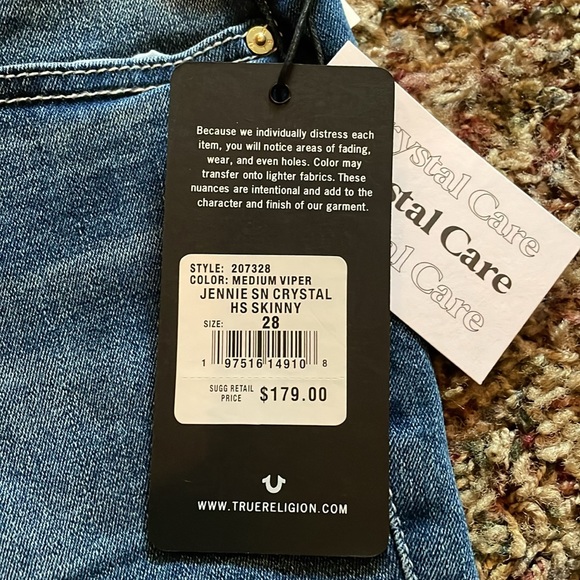 Because we individually distress each
item, you will notice areas of fading,
wear, and even holes. Color may
transfer onto lighter fabrics. These
nuances are intentional and add to the
character and finish of our garment.
STYLE: 207328
COLOR: MEDIUM VIPER
JENNIE SN CRYSTAL
HS SKINNY
SIZE: 28
1 97516 14910 8
SUGG RETAIL
PRICE $179.00
WWW.TRUERELIGION.COM
rystal Care
stal Care
al Care